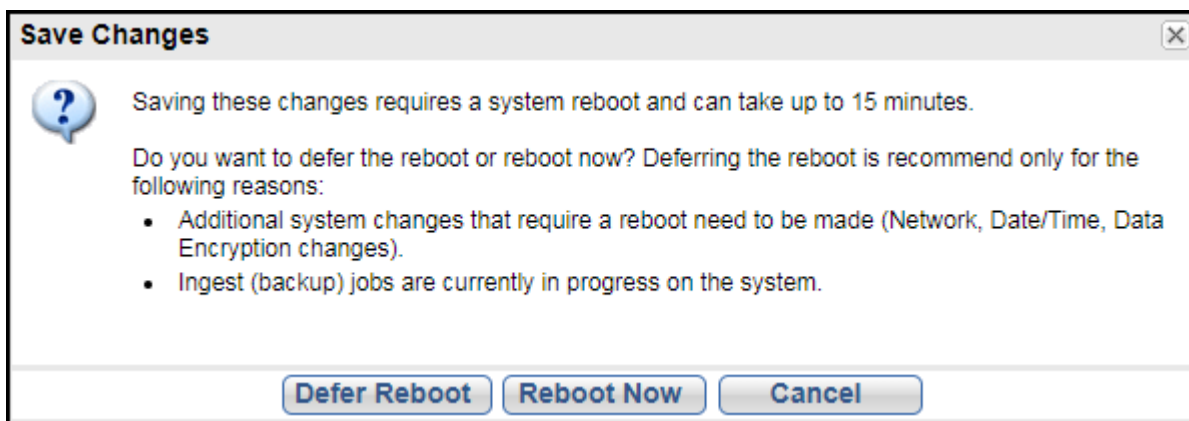 Save Changes
Saving these changes requires a system reboot and can take up to 15 minutes.
Do you want to defer the reboot or reboot now? Deferring the reboot is recommend only for the
following reasons:
• Additional system changes that require a reboot need to be made (Network, Date/Time, Data
Encryption changes).
• Ingest (backup) jobs are currently in progress on the system.
Defer Reboot Reboot Now Cancel